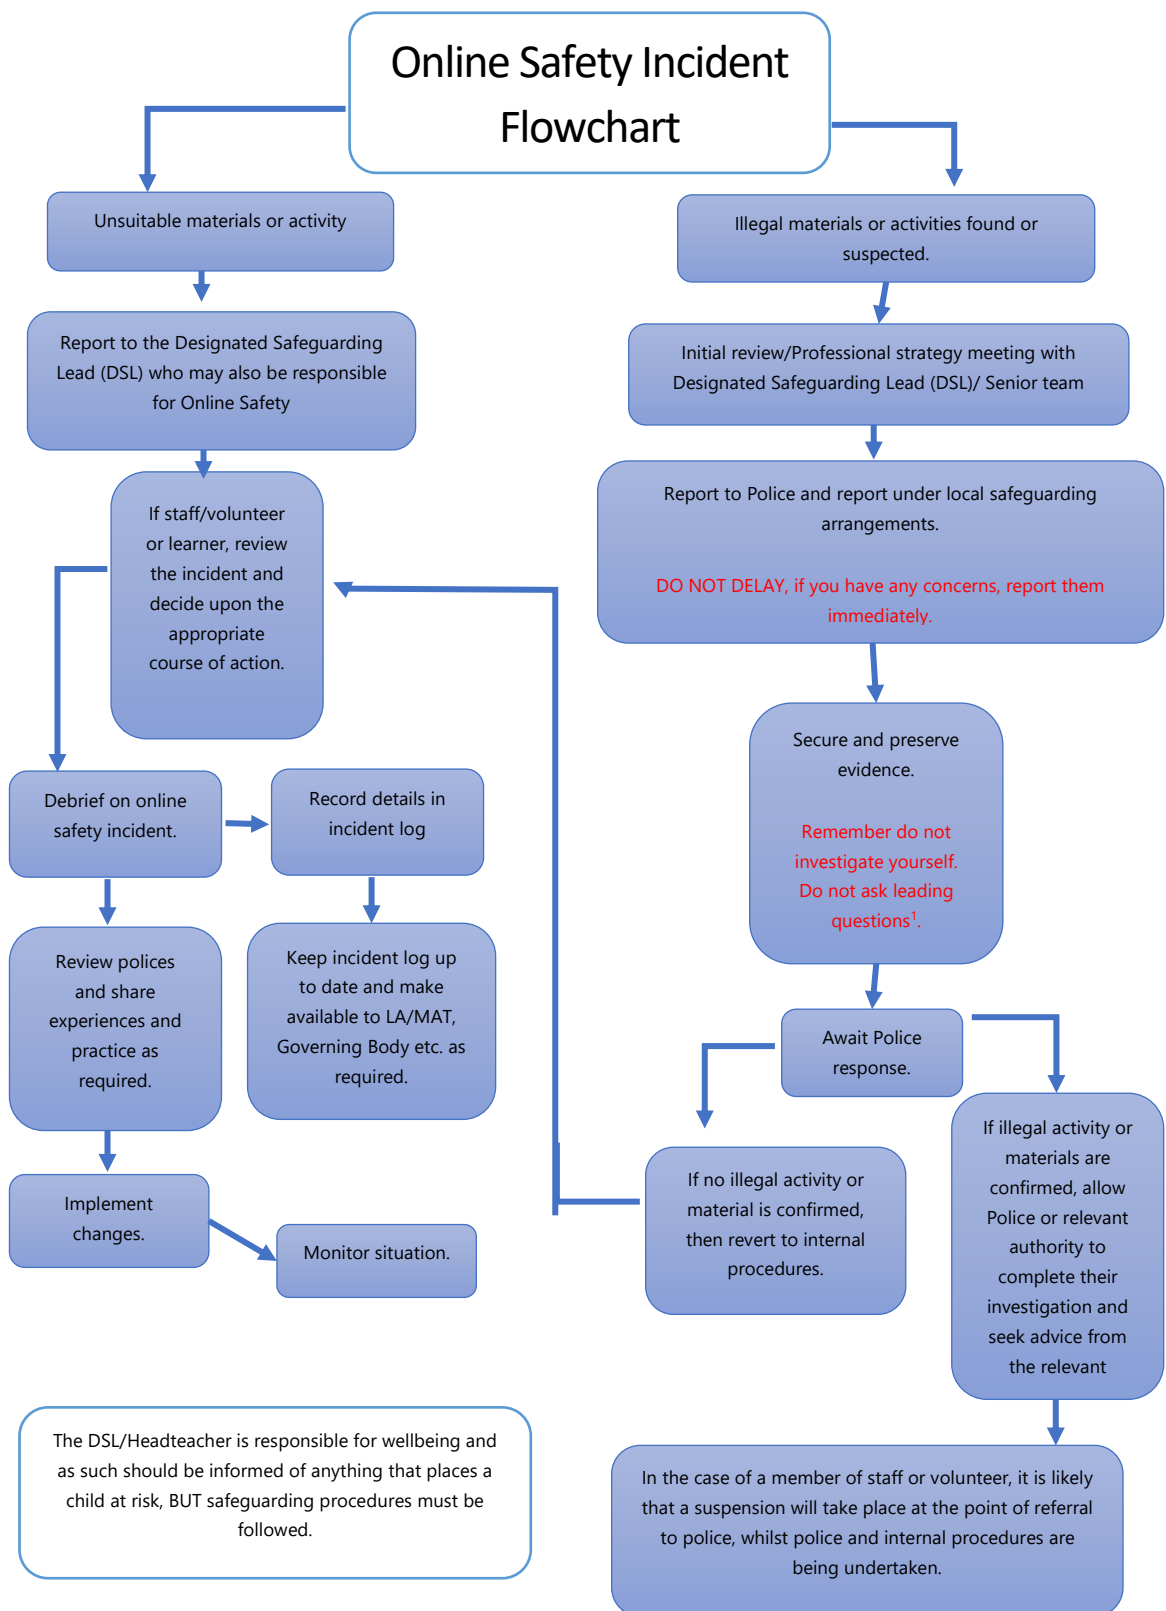 Online Safety Incident
Flowchart
Unsuitable materials or activity
Report to the Designated Safeguarding
Lead (DSL) who may also be responsible
for Online Safety
If staff/volunteer
or learner, review
the incident and
decide upon the
appropriate
course of action.
Debrief on online
safety incident.
Record details in
incident log
Review polices
and share
experiences and
practice as
required.
Keep incident log up
to date and make
available to LA/MAT,
Governing Body etc. as
required.
Implement
changes.
Monitor situation.
Illegal materials or activities found or
suspected.
Initial review/Professional strategy meeting with
Designated Safeguarding Lead (DSL)/ Senior team
Report to Police and report under local safeguarding
arrangements.
DO NOT DELAY, if you have any concerns, report them
immediately.
Secure and preserve
evidence.
Remember do not
investigate yourself.
Do not ask leading
questions¹.
Await Police
response.
If no illegal activity or
material is confirmed,
then revert to internal
procedures.
If illegal activity or
materials are
confirmed, allow
Police or relevant
authority to
complete their
investigation and
seek advice from
the relevant
In the case of a member of staff or volunteer, it is likely
that a suspension will take place at the point of referral
to police, whilst police and internal procedures are
being undertaken.
The DSL/Headteacher is responsible for wellbeing and
as such should be informed of anything that places a
child at risk, BUT safeguarding procedures must be
followed.